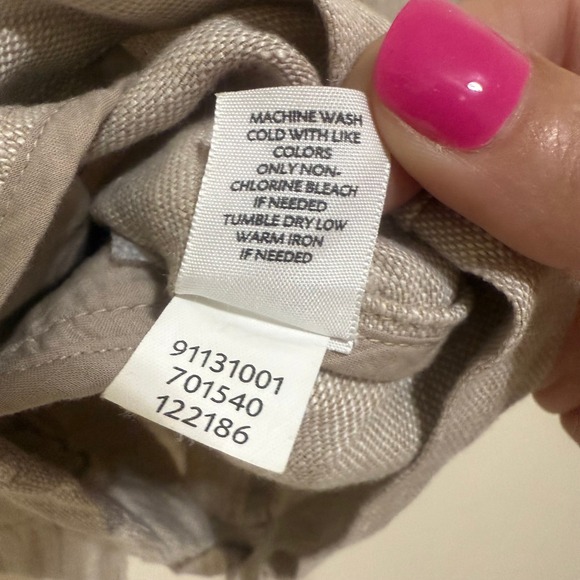 MACHINE WASH
COLD WITH LIKE
COLORS
ONLY NON-
CHLORINE BLEACH
IF NEEDED
TUMBLE DRY LOW
WARM IRON
IF NEEDED
91131001
701540
122186